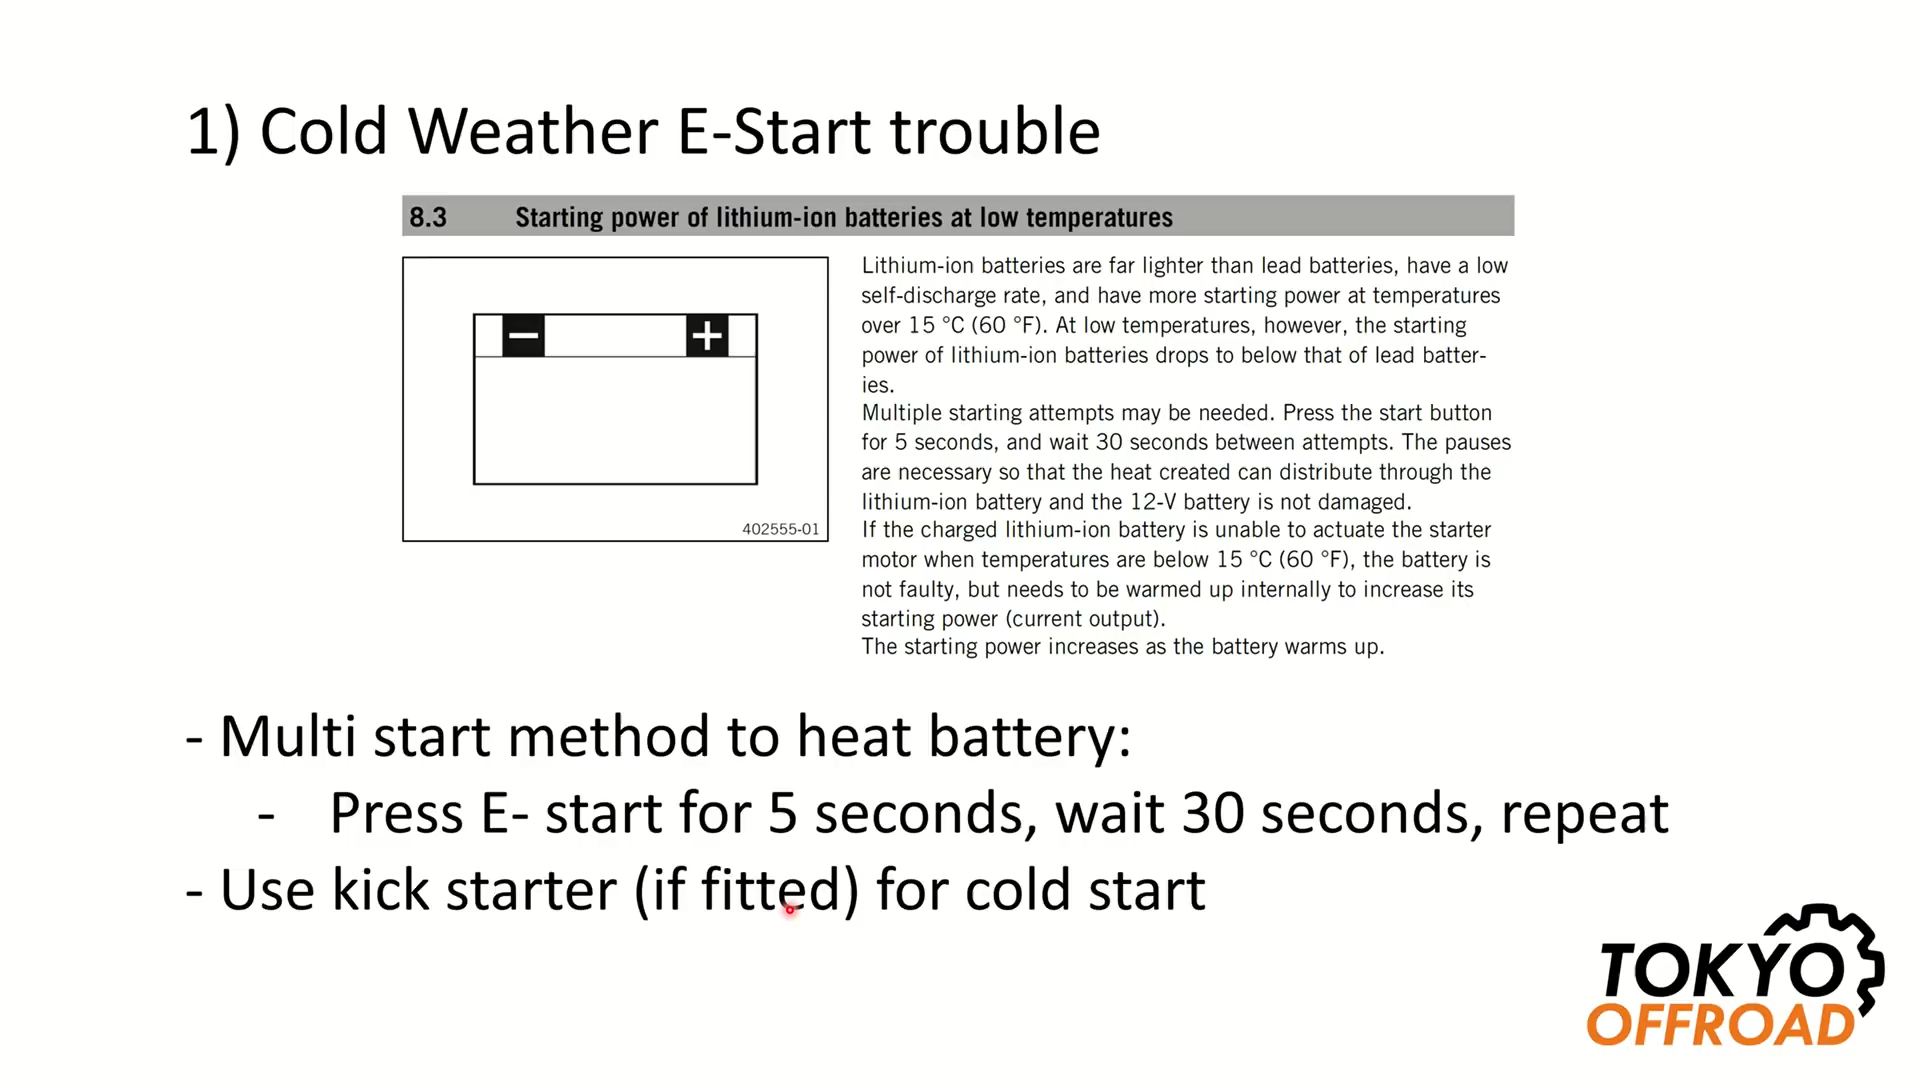 1) Cold Weather E-Start trouble
8.3 Starting power of lithium-ion batteries at low temperatures
− +
402555-01
Lithium-ion batteries are far lighter than lead batteries, have a low
self-discharge rate, and have more starting power at temperatures
over 15 °C (60 °F). At low temperatures, however, the starting
power of lithium-ion batteries drops to below that of lead batter-
ies.
Multiple starting attempts may be needed. Press the start button
for 5 seconds, and wait 30 seconds between attempts. The pauses
are necessary so that the heat created can distribute through the
lithium-ion battery and the 12-V battery is not damaged.
If the charged lithium-ion battery is unable to actuate the starter
motor when temperatures are below 15 °C (60 °F), the battery is
not faulty, but needs to be warmed up internally to increase its
starting power (current output).
The starting power increases as the battery warms up.
- Multi start method to heat battery:
- Press E- start for 5 seconds, wait 30 seconds, repeat
- Use kick starter (if fitted) for cold start
TOKYO
OFFROAD